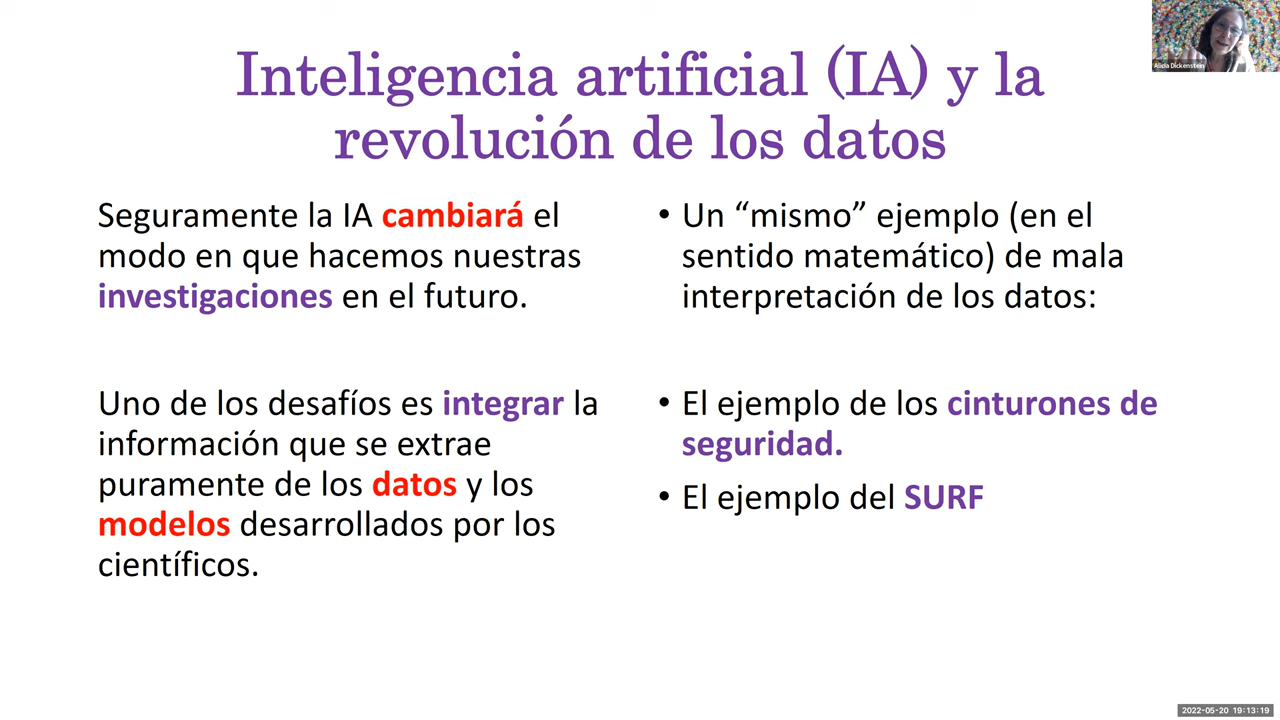 Inteligencia artificial (IA) y la
revolución de los datos
Seguramente la IA cambiará el
modo en que hacemos nuestras
investigaciones en el futuro.
Uno de los desafíos es integrar la
información que se extrae
puramente de los datos y los
modelos desarrollados por los
científicos.
• Un “mismo” ejemplo (en el
sentido matemático) de mala
interpretación de los datos:
• El ejemplo de los cinturones de
seguridad.
• El ejemplo del SURF
Alicia Dickenstein
2022-05-20 19:13:19